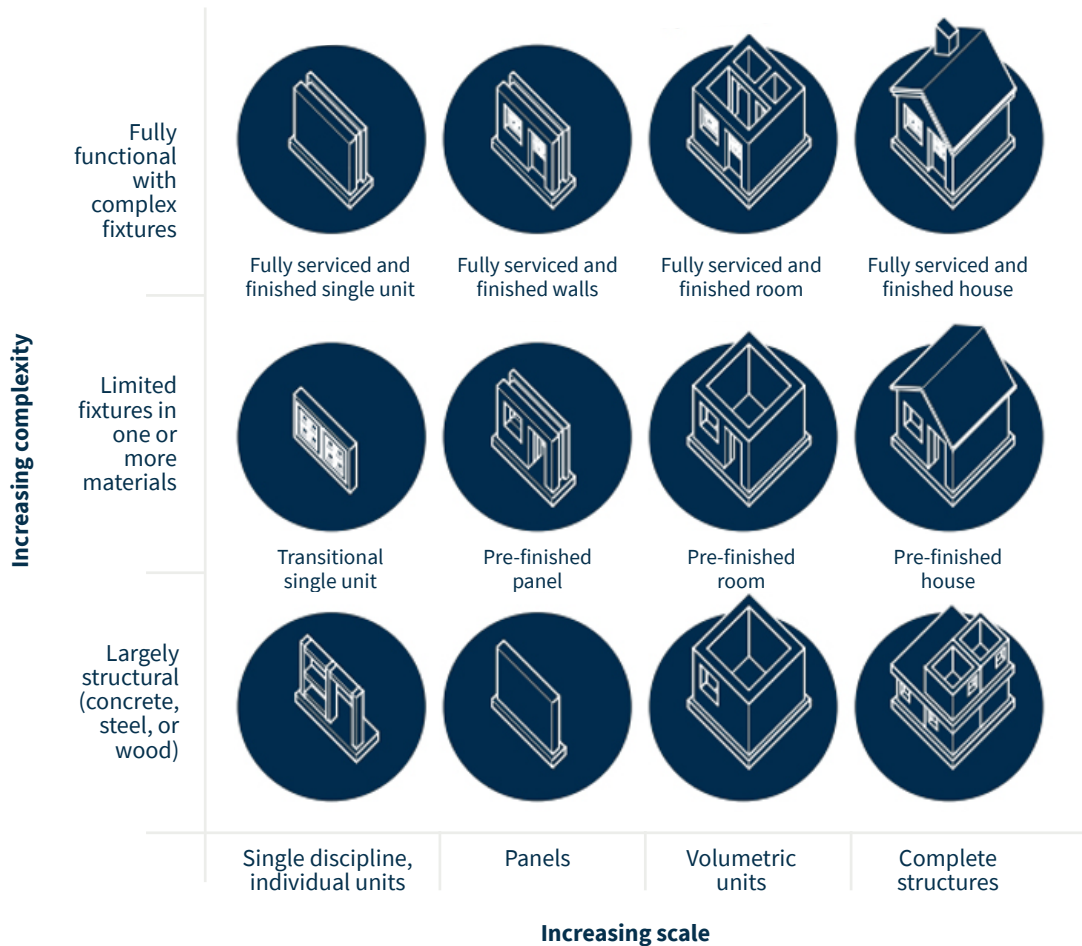 Fully
functional
with
complex
fixtures
Fully serviced and
finished single unit
Fully serviced and
finished walls
Fully serviced and
finished room
Fully serviced and
finished house
Increasing complexity
Limited
fixtures in
one or
more
materials
Transitional
single unit
Pre-finished
panel
Pre-finished
room
Pre-finished
house
Largely
structural
(concrete,
steel, or
wood)
Single discipline,
individual units
Panels
Volumetric
units
Complete
structures
Increasing scale